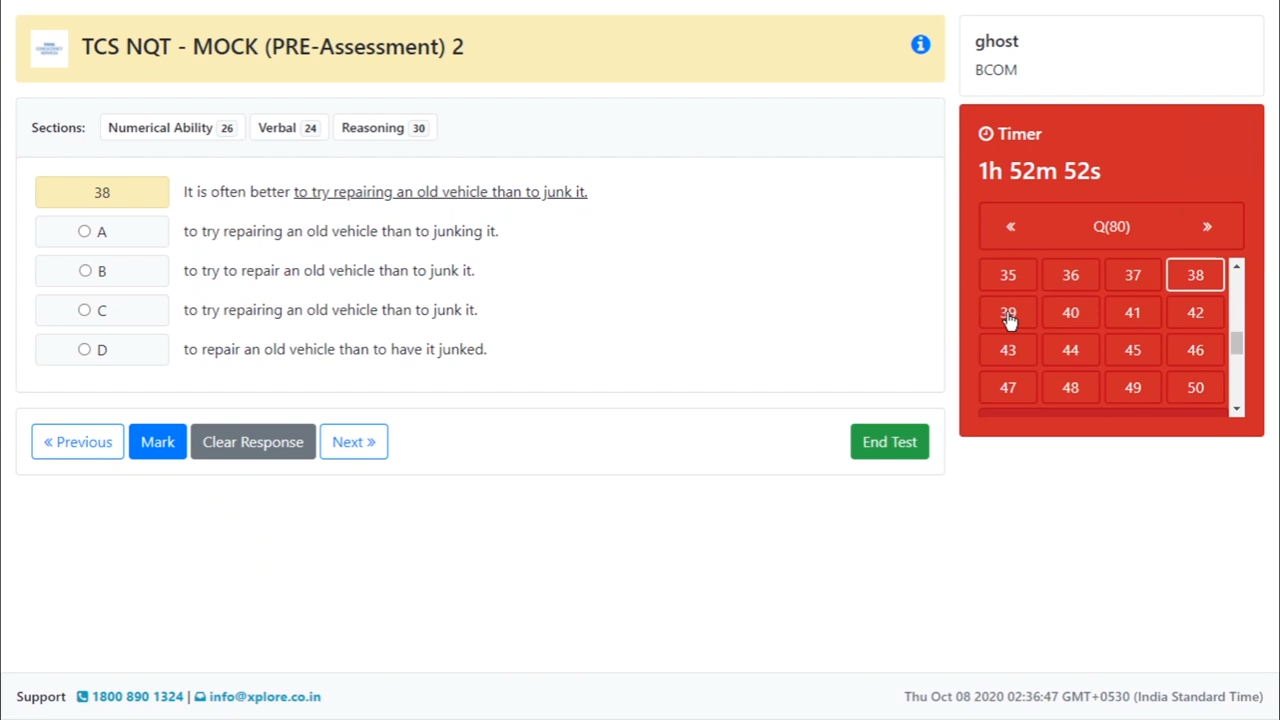 TCS NQT - MOCK (PRE-Assessment) 2
ghost
BCOM
Sections: Numerical Ability 26 Verbal 24 Reasoning 30
Timer
1h 52m 52s
« Q(80) »
35 36 37 38
39 40 41 42
43 44 45 46
47 48 49 50
38 It is often better to try repairing an old vehicle than to junk it.
A to try repairing an old vehicle than to junking it.
B to try to repair an old vehicle than to junk it.
C to try repairing an old vehicle than to junk it.
D to repair an old vehicle than to have it junked.
« Previous Mark Clear Response Next » End Test
Support 1800 890 1324 | info@xplore.co.in
Thu Oct 08 2020 02:36:47 GMT+0530 (India Standard Time)